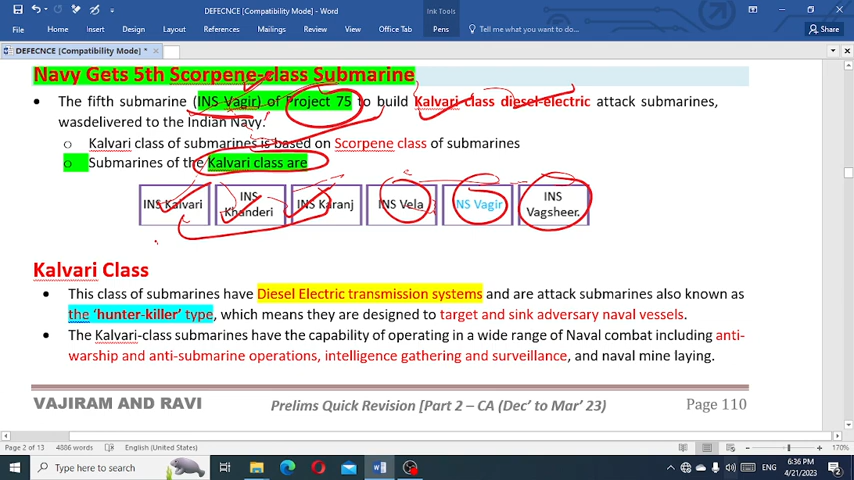 DEFECNCE [Compatibility Mode] - Word
Ink Tools
File Home Insert Design Layout References Mailings Review View Office Tab Pens Tell me what you want to do... Share
DEFECNCE [Compatibility Mode] *
Navy Gets 5th Scorpene-class Submarine
• The fifth submarine (INS Vagir) of Project 75 to build Kalvari-class diesel-electric attack submarines,
wasdelivered to the Indian Navy.
o Kalvari class of submarines is based on Scorpene class of submarines
o Submarines of the Kalvari class are
INS Kalvari
INS Khanderi
INS Karanj
INS Vela
NS Vagir
INS Vagsheer.
Kalvari Class
• This class of submarines have Diesel Electric transmission systems and are attack submarines also known as
the 'hunter-killer' type, which means they are designed to target and sink adversary naval vessels.
• The Kalvari-class submarines have the capability of operating in a wide range of Naval combat including anti-
warship and anti-submarine operations, intelligence gathering and surveillance, and naval mine laying.
VAJIRAM AND RAVI Prelims Quick Revision [Part 2 – CA (Dec' to Mar' 23) Page 110
Page 2 of 13 4886 words English (United States) 170%
Type here to search ENG 6:36 PM
4/21/2023 2